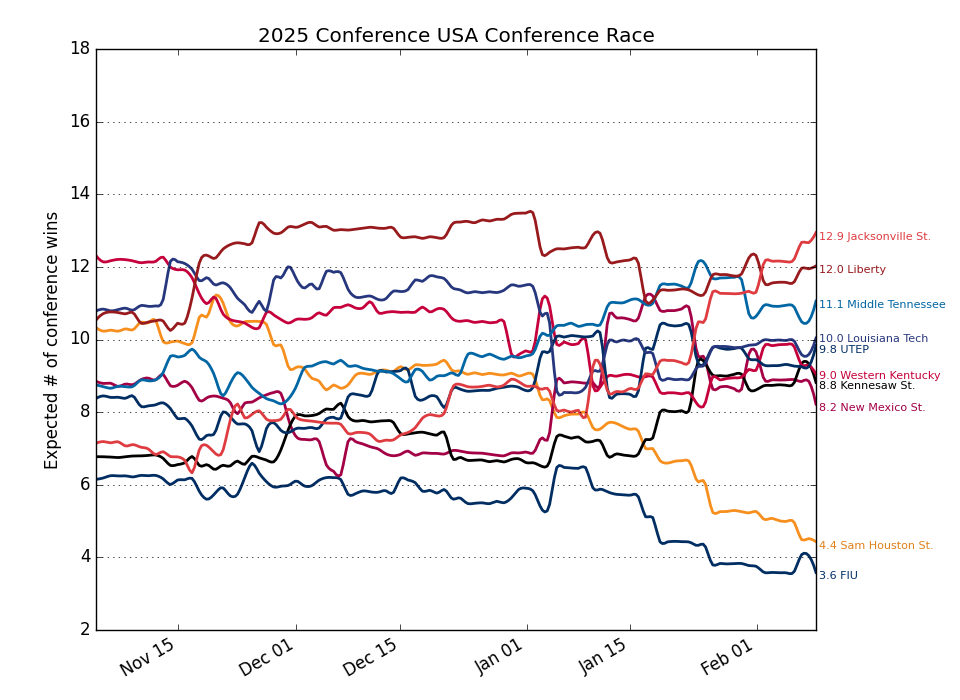 2025 Conference USA Conference Race
Expected # of conference wins
18
16
14
12
10
8
6
4
2
Nov 15
Dec 01
Dec 15
Jan 01
Jan 15
Feb 01
12.9 Jacksonville St.
12.0 Liberty
11.1 Middle Tennessee
10.0 Louisiana Tech
9.8 UTEP
9.0 Western Kentucky
8.8 Kennesaw St.
8.2 New Mexico St.
4.4 Sam Houston St.
3.6 FIU